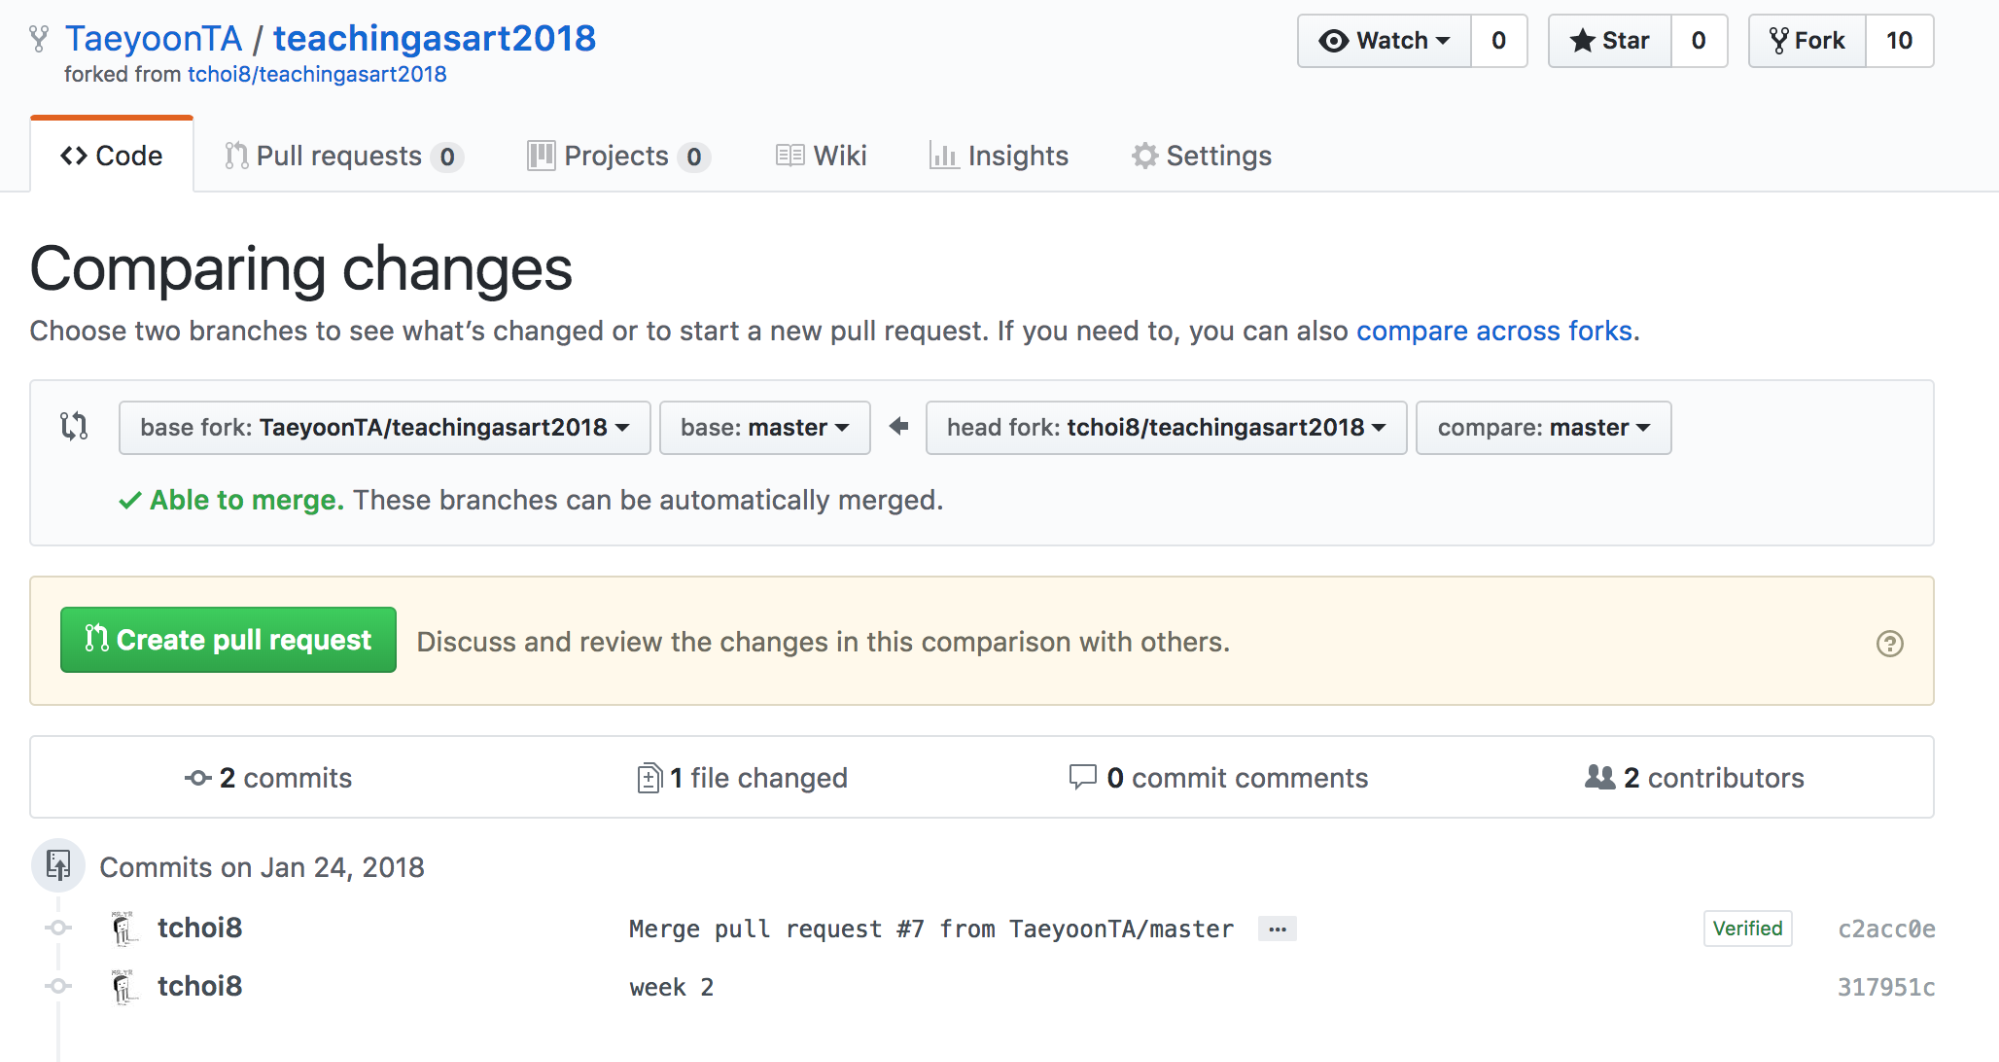 TaeyoonTA / teachingasart2018
forked from tchoi8/teachingasart2018
Watch 0 Star 0 Fork 10
Code Pull requests 0 Projects 0 Wiki Insights Settings
Comparing changes
Choose two branches to see what’s changed or to start a new pull request. If you need to, you can also compare across forks.
base fork: TaeyoonTA/teachingasart2018 base: master head fork: tchoi8/teachingasart2018 compare: master
Able to merge. These branches can be automatically merged.
Create pull request Discuss and review the changes in this comparison with others.
2 commits 1 file changed 0 commit comments 2 contributors
Commits on Jan 24, 2018
tchoi8 Merge pull request #7 from TaeyoonTA/master … Verified c2acc0e
tchoi8 week 2 317951c